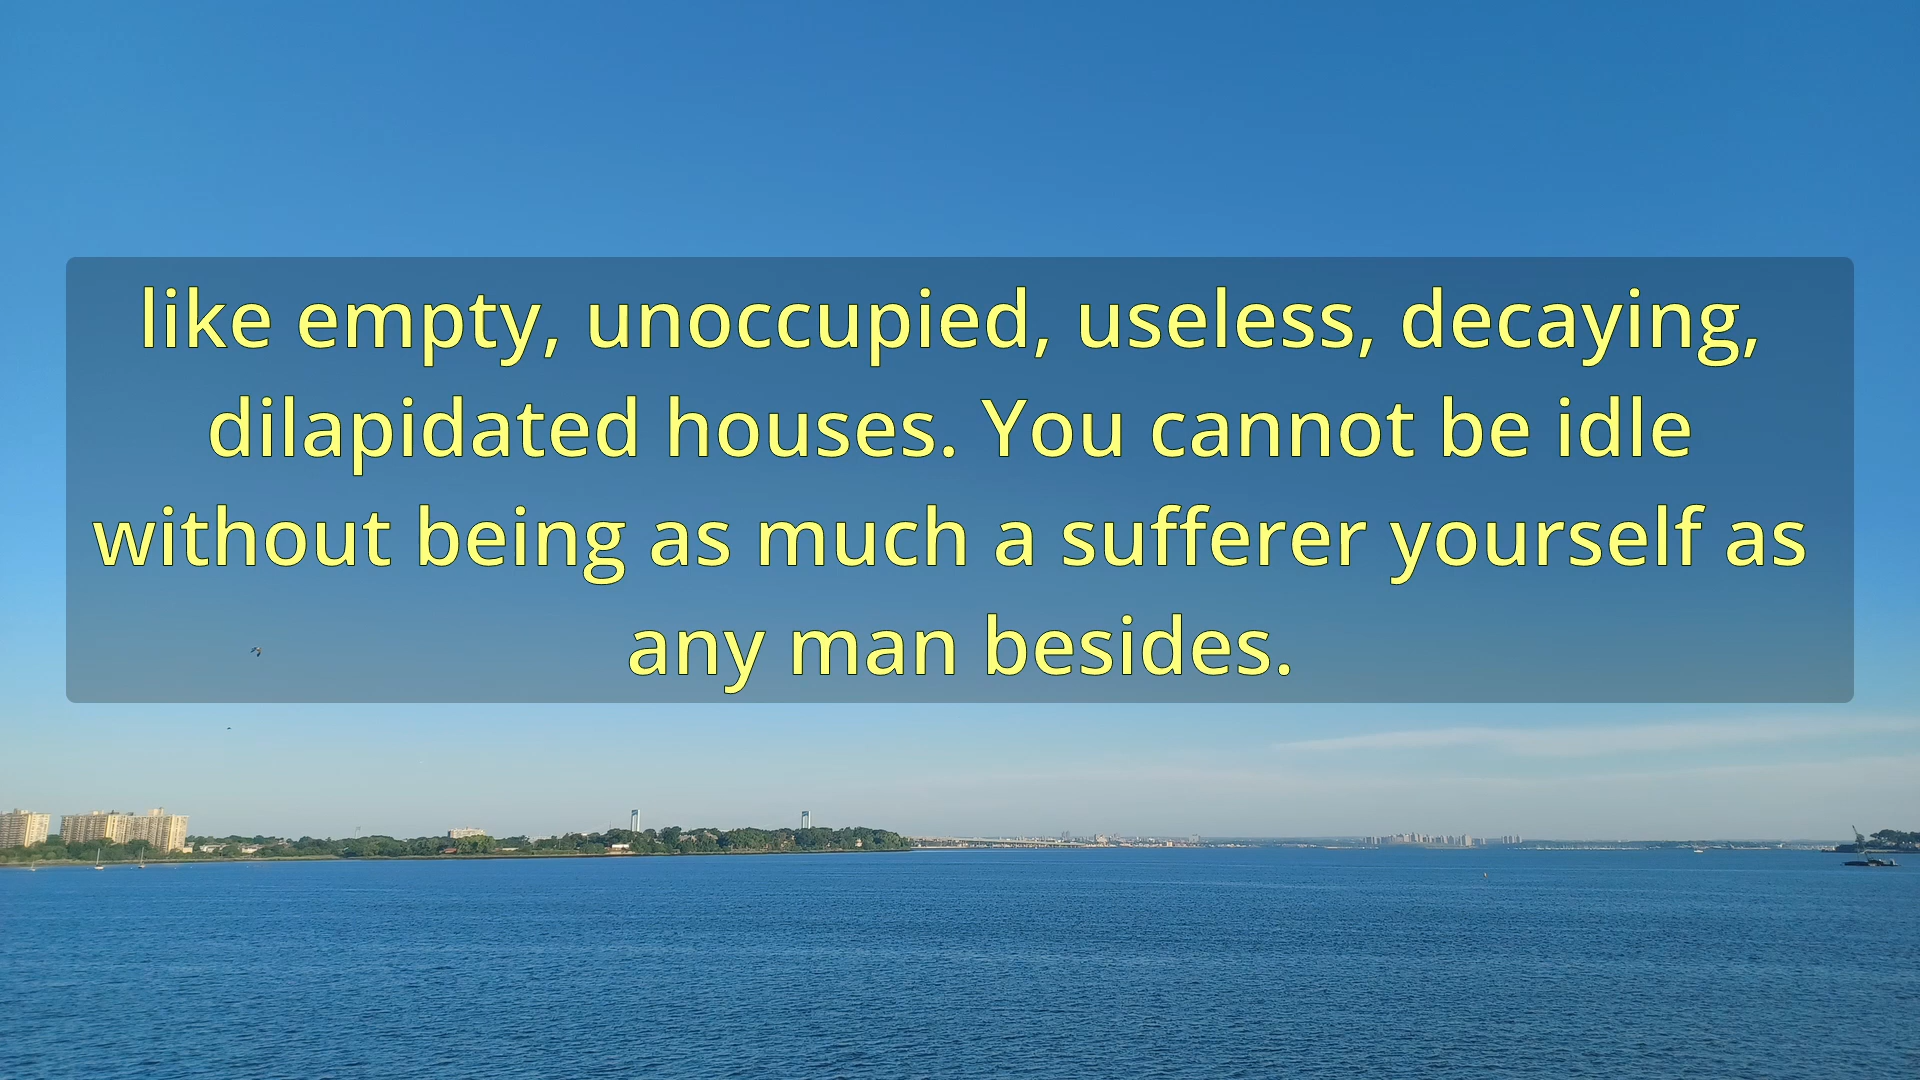 like empty, unoccupied, useless, decaying,
dilapidated houses. You cannot be idle
without being as much a sufferer yourself as
any man besides.